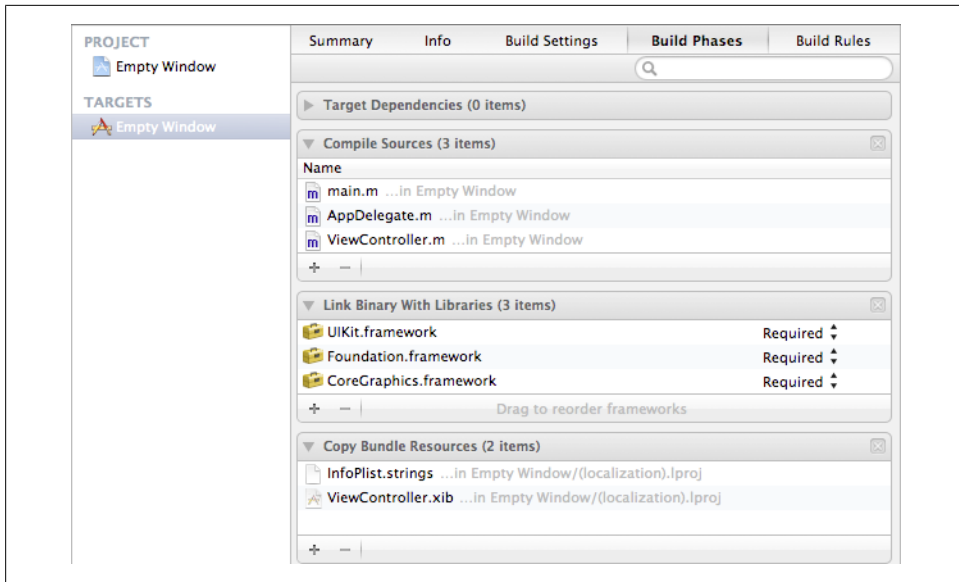 PROJECT
Empty Window
TARGETS
Empty Window
Summary Info Build Settings Build Phases Build Rules
Target Dependencies (0 items)
Compile Sources (3 items)
Name
m main.m ...in Empty Window
m AppDelegate.m ...in Empty Window
m ViewController.m ...in Empty Window
+ −
Link Binary With Libraries (3 items)
UIKit.framework Required
Foundation.framework Required
CoreGraphics.framework Required
+ − Drag to reorder frameworks
Copy Bundle Resources (2 items)
InfoPlist.strings ...in Empty Window/(localization).lproj
ViewController.xib ...in Empty Window/(localization).lproj
+ −